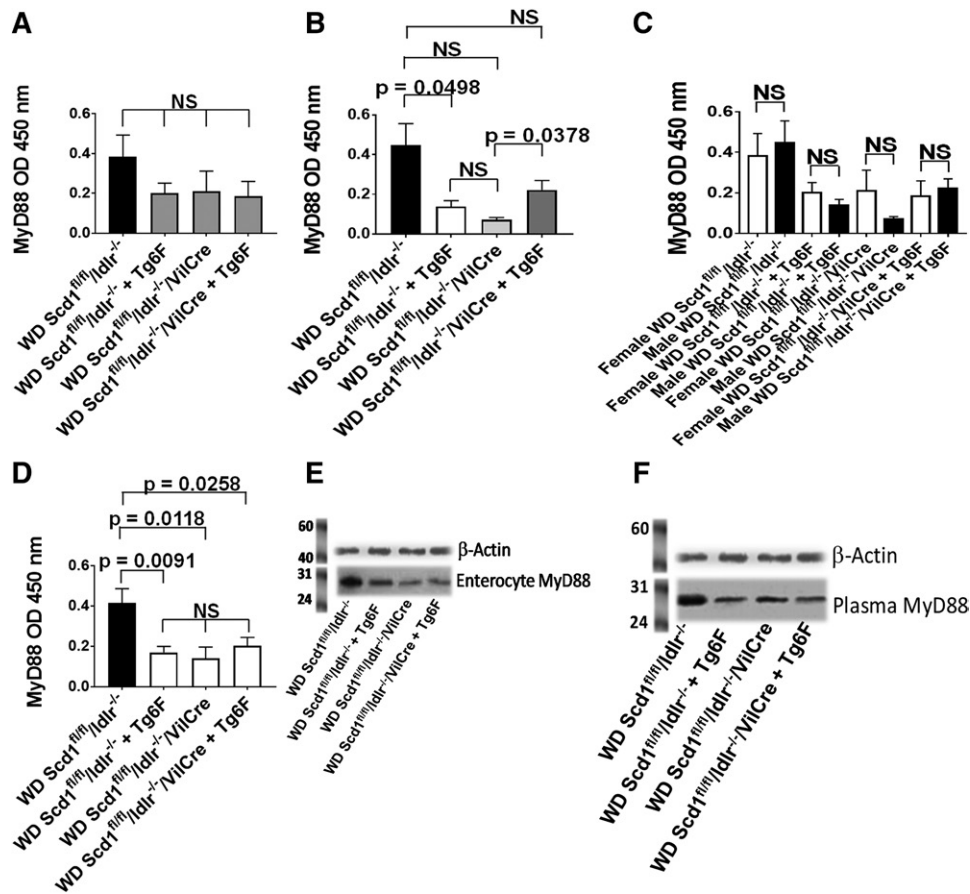 A
MyD88 OD 450 nm
0.6
0.4
0.2
0.0
NS
WD Scd1fl/fl/ldlr-/-
WD Scd1fl/fl/ldlr-/- + Tg6F
WD Scd1fl/fl/ldlr-/-/VilCre
WD Scd1fl/fl/ldlr-/-/VilCre + Tg6F
B
MyD88 OD 450 nm
0.6
0.4
0.2
0.0
NS
NS
p = 0.0498
p = 0.0378
NS
WD Scd1fl/fl/ldlr-/-
WD Scd1fl/fl/ldlr-/- + Tg6F
WD Scd1fl/fl/ldlr-/-/VilCre
WD Scd1fl/fl/ldlr-/-/VilCre + Tg6F
C
MyD88 OD 450 nm
0.6
0.4
0.2
0.0
NS
NS
NS
NS
Female WD Scd1fl/fl/ldlr-/-
Male WD Scd1fl/fl/ldlr-/-
Female WD Scd1fl/fl/ldlr-/- + Tg6F
Male WD Scd1fl/fl/ldlr-/- + Tg6F
Female WD Scd1fl/fl/ldlr-/-/VilCre
Male WD Scd1fl/fl/ldlr-/-/VilCre
Female WD Scd1fl/fl/ldlr-/-/VilCre + Tg6F
Male WD Scd1fl/fl/ldlr-/-/VilCre + Tg6F
D
MyD88 OD 450 nm
0.6
0.4
0.2
0.0
p = 0.0258
p = 0.0118
p = 0.0091
NS
WD Scd1fl/fl/ldlr-/-
WD Scd1fl/fl/ldlr-/- + Tg6F
WD Scd1fl/fl/ldlr-/-/VilCre
WD Scd1fl/fl/ldlr-/-/VilCre + Tg6F
E
60
40
31
24
β-Actin
Enterocyte MyD88
WD Scd1fl/fl/ldlr-/-
WD Scd1fl/fl/ldlr-/- + Tg6F
WD Scd1fl/fl/ldlr-/-/VilCre
WD Scd1fl/fl/ldlr-/-/VilCre + Tg6F
F
60
31
24
β-Actin
Plasma MyD88
WD Scd1fl/fl/ldlr-/-
WD Scd1fl/fl/ldlr-/- + Tg6F
WD Scd1fl/fl/ldlr-/-/VilCre
WD Scd1fl/fl/ldlr-/-/VilCre + Tg6F